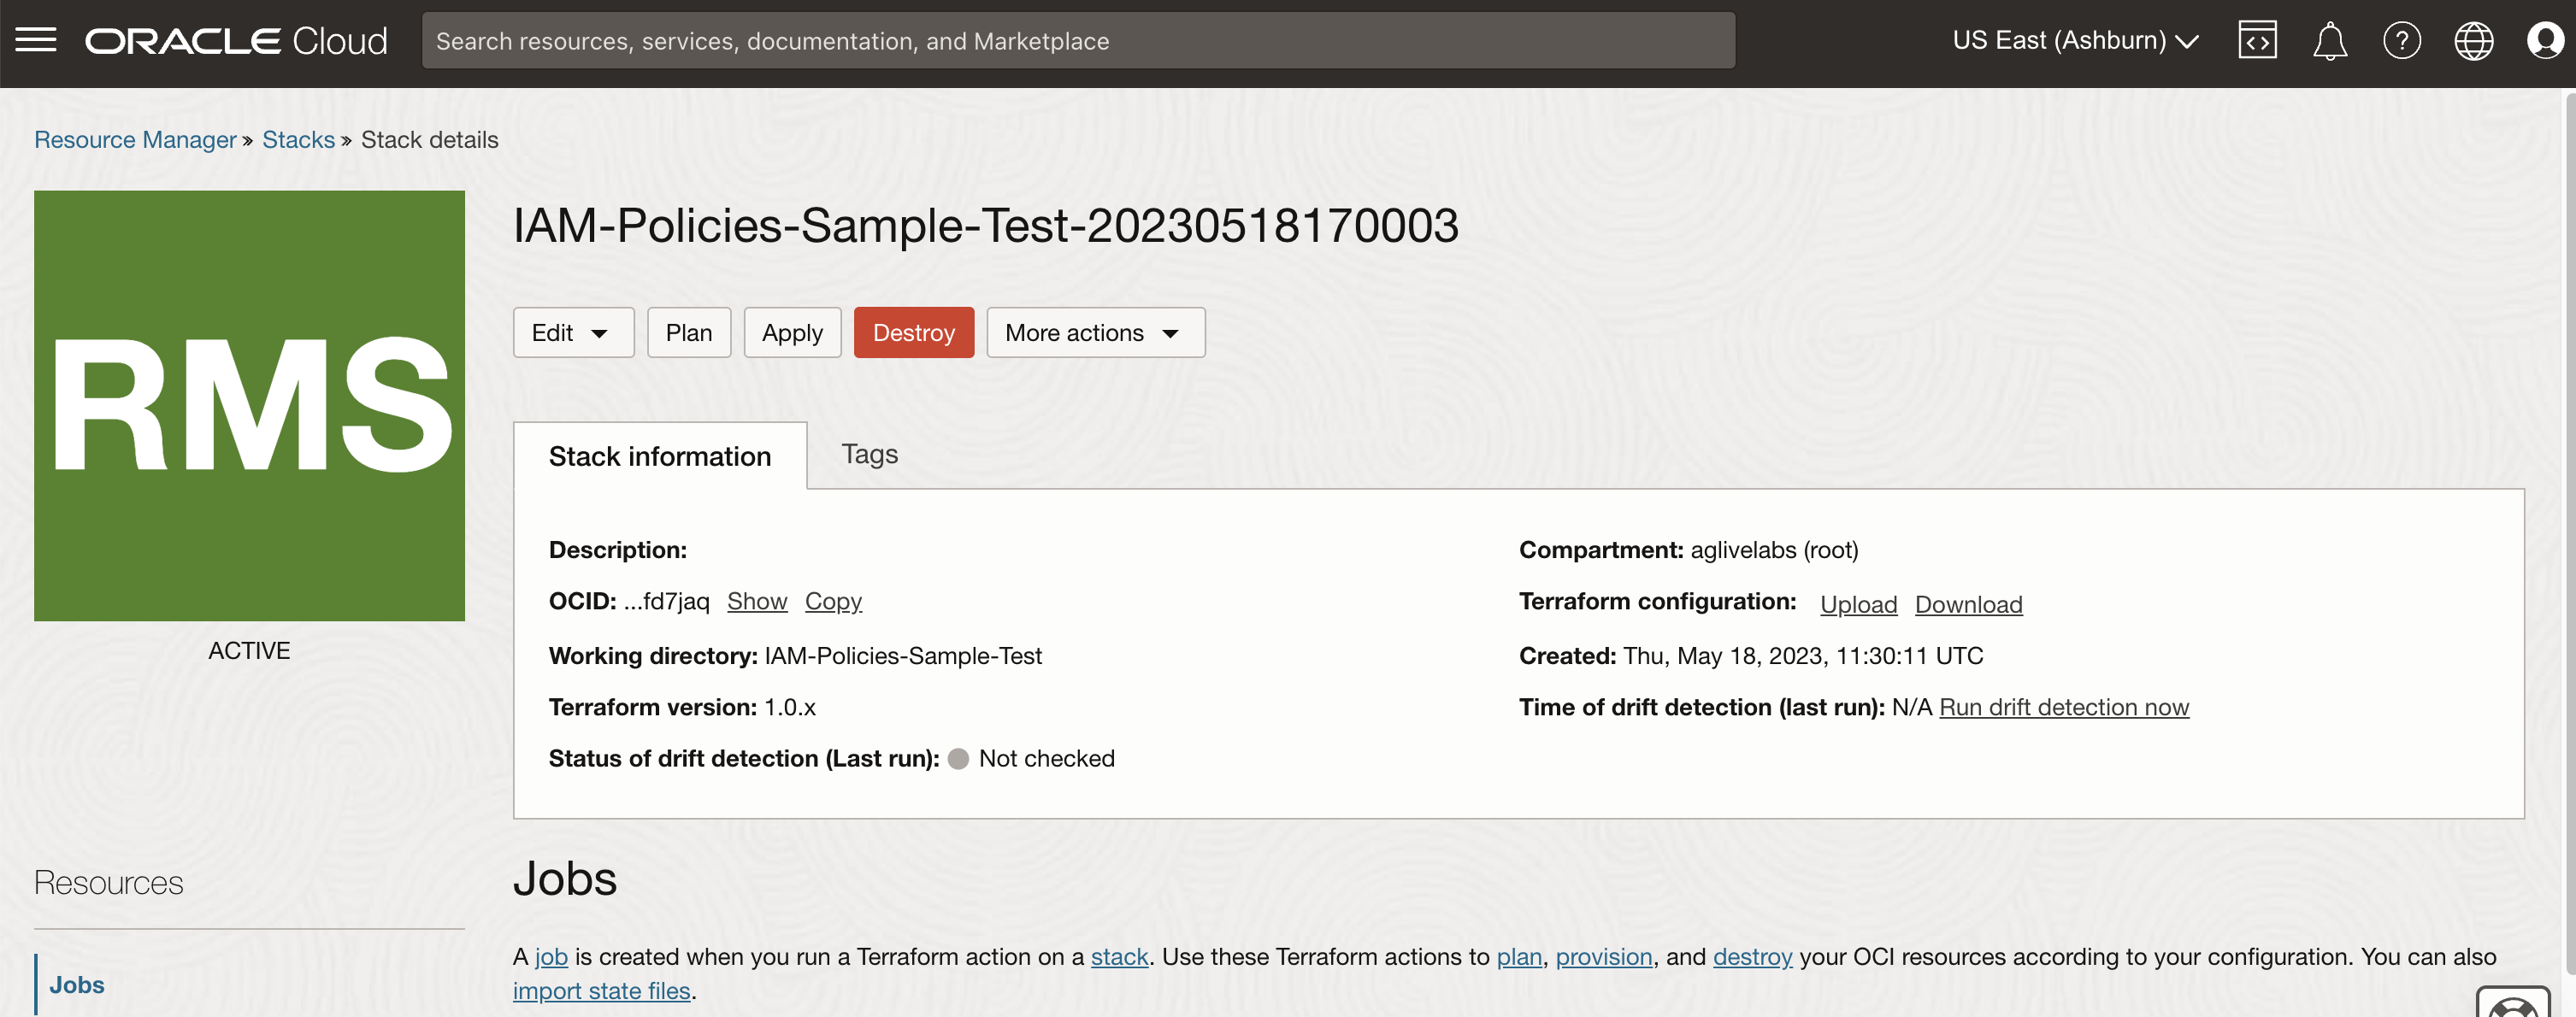 ORACLE Cloud
Search resources, services, documentation, and Marketplace
US East (Ashburn)
Resource Manager » Stacks » Stack details
RMS
ACTIVE
IAM-Policies-Sample-Test-20230518170003
Edit Plan Apply Destroy More actions
Stack information Tags
Description:
OCID: ...fd7jaq Show Copy
Working directory: IAM-Policies-Sample-Test
Terraform version: 1.0.x
Status of drift detection (Last run): Not checked
Compartment: aglivelabs (root)
Terraform configuration: Upload Download
Created: Thu, May 18, 2023, 11:30:11 UTC
Time of drift detection (last run): N/A Run drift detection now
Resources
Jobs
Jobs
A job is created when you run a Terraform action on a stack. Use these Terraform actions to plan, provision, and destroy your OCI resources according to your configuration. You can also
import state files.